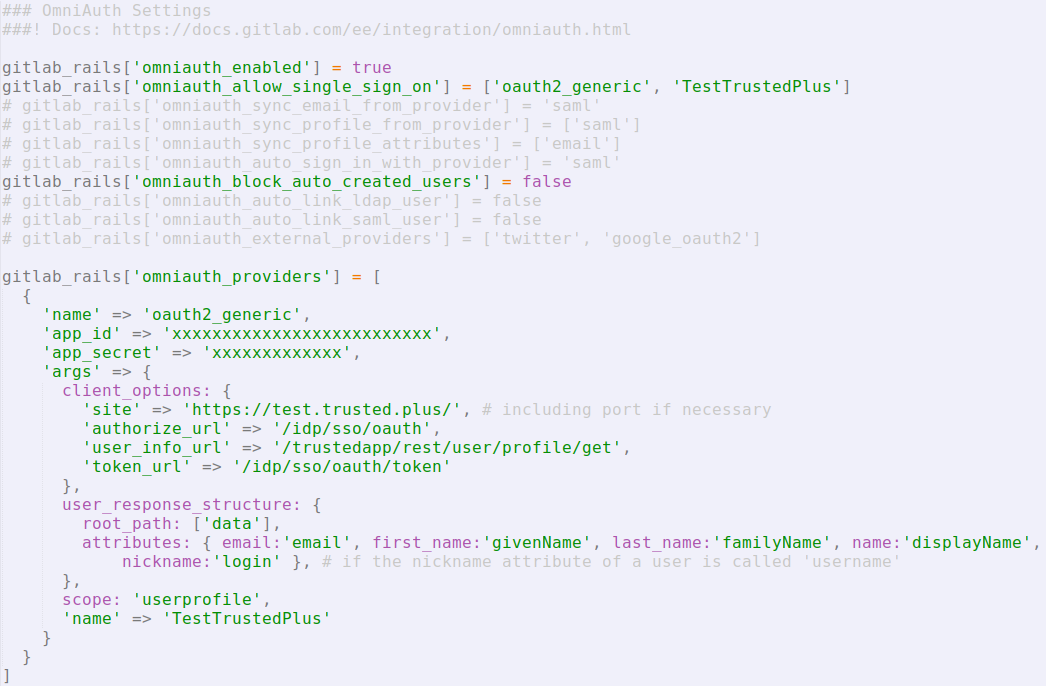 ### OmniAuth Settings
###! Docs: https://docs.gitlab.com/ee/integration/omniauth.html
gitlab_rails['omniauth_enabled'] = true
gitlab_rails['omniauth_allow_single_sign_on'] = ['oauth2_generic', 'TestTrustedPlus']
# gitlab_rails['omniauth_sync_email_from_provider'] = 'saml'
# gitlab_rails['omniauth_sync_profile_from_provider'] = ['saml']
# gitlab_rails['omniauth_sync_profile_attributes'] = ['email']
# gitlab_rails['omniauth_auto_sign_in_with_provider'] = 'saml'
gitlab_rails['omniauth_block_auto_created_users'] = false
# gitlab_rails['omniauth_auto_link_ldap_user'] = false
# gitlab_rails['omniauth_auto_link_saml_user'] = false
# gitlab_rails['omniauth_external_providers'] = ['twitter', 'google_oauth2']
gitlab_rails['omniauth_providers'] = [
  {
    'name' => 'oauth2_generic',
    'app_id' => 'xxxxxxxxxxxxxxxxxxxxxxxxxx',
    'app_secret' => 'xxxxxxxxxxxxx',
    'args' => {
      client_options: {
        'site' => 'https://test.trusted.plus/', # including port if necessary
        'authorize_url' => '/idp/sso/oauth',
        'user_info_url' => '/trustedapp/rest/user/profile/get',
        'token_url' => '/idp/sso/oauth/token'
      },
      user_response_structure: {
        root_path: ['data'],
        attributes: { email:'email', first_name:'givenName', last_name:'familyName', name:'displayName',
            nickname:'login' }, # if the nickname attribute of a user is called 'username'
      },
      scope: 'userprofile',
      'name' => 'TestTrustedPlus'
    }
  }
]